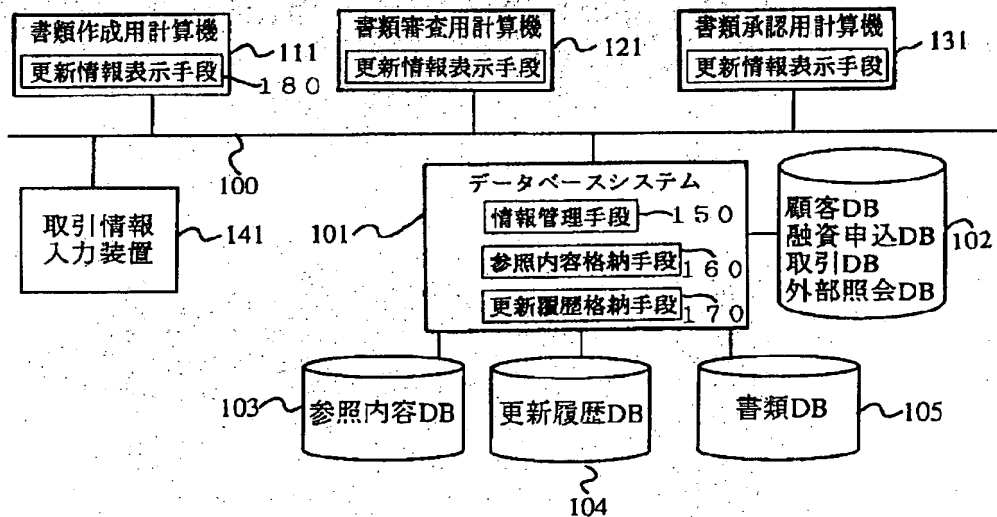 書類作成用計算機
更新情報表示手段
111
180
書類審査用計算機
更新情報表示手段
121
書類承認用計算機
更新情報表示手段
131
100
取引情報
入力装置
141
101
データベースシステム
情報管理手段
150
参照内容格納手段
160
更新履歴格納手段
170
顧客DB
融資申込DB
取引DB
外部照会DB
102
103
参照内容DB
更新履歴DB
104
書類DB
105